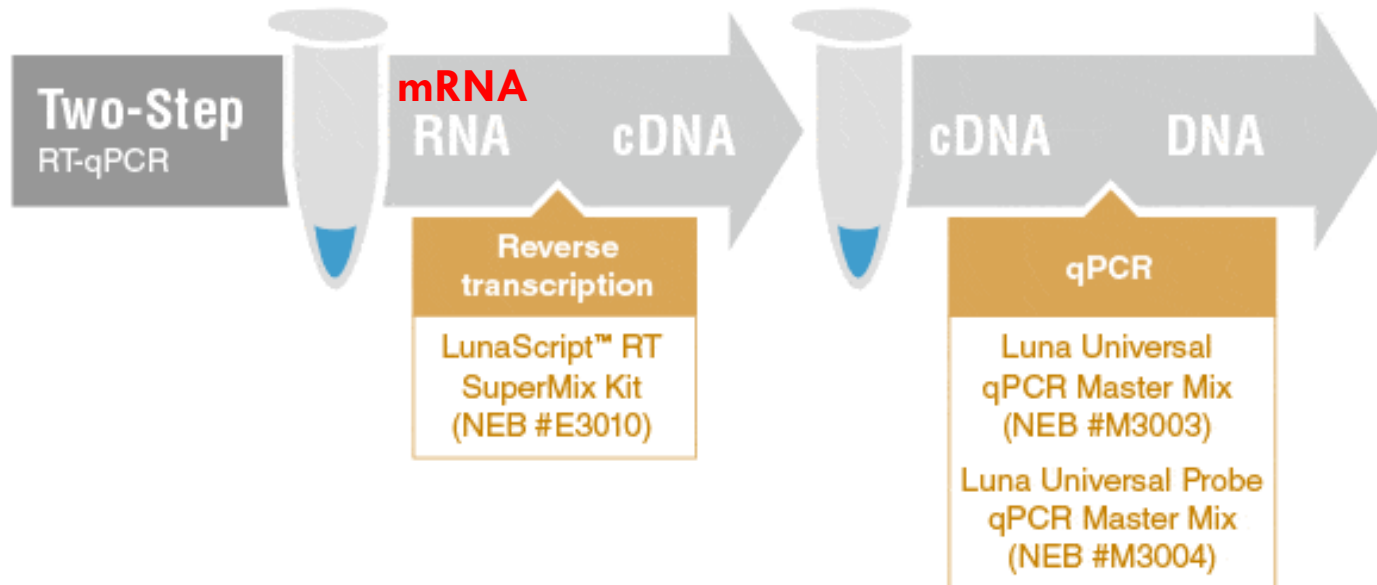 Two-Step
RT-qPCR
mRNA
RNA
cDNA
cDNA
DNA
Reverse
transcription
LunaScript™ RT
SuperMix Kit
(NEB #E3010)
qPCR
Luna Universal
qPCR Master Mix
(NEB #M3003)
Luna Universal Probe
qPCR Master Mix
(NEB #M3004)